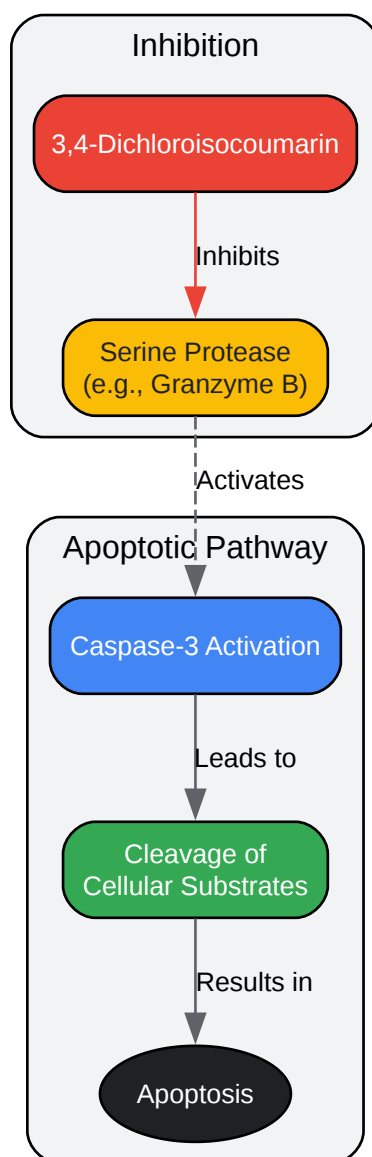 Inhibition
3,4-Dichloroisocoumarin
Inhibits
Serine Protease
(e.g., Granzyme B)
Activates
Apoptotic Pathway
Caspase-3 Activation
Leads to
Cleavage of
Cellular Substrates
Results in
Apoptosis